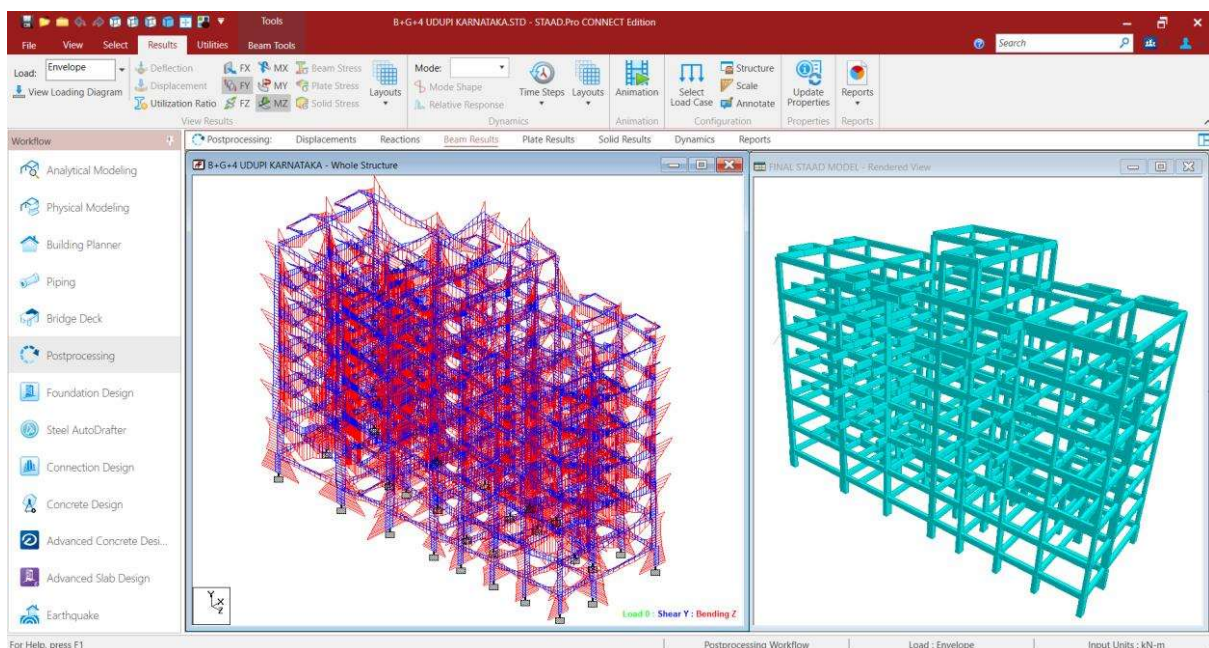 Tools
B+G+4 UDUPI KARNATAKA.STD - STAAD.Pro CONNECT Edition
File View Select Results Utilities Beam Tools
Search
Load: Envelope
View Loading Diagram
Deflection
Displacement
Utilization Ratio
FX MX
FY MY
FZ MZ
Beam Stress
Plate Stress
Solid Stress
Layouts
View Results
Mode:
Mode Shape
Relative Response
Time Steps
Layouts
Dynamics
Animation
Animation
Select Load Case
Structure
Scale
Annotate
Configuration
Update Properties
Properties
Reports
Reports
Workflow
Postprocessing: Displacements Reactions Beam Results Plate Results Solid Results Dynamics Reports
Analytical Modeling
Physical Modeling
Building Planner
Piping
Bridge Deck
Postprocessing
Foundation Design
Steel AutoDrafter
Connection Design
Concrete Design
Advanced Concrete Desi...
Advanced Slab Design
Earthquake
B+G+4 UDUPI KARNATAKA - Whole Structure
Y
X
Z
Load 0 : Shear Y : Bending Z
FINAL STAAD MODEL - Rendered View
For Help, press F1
Postprocessing Workflow
Load : Envelope
Input Units : kN-m